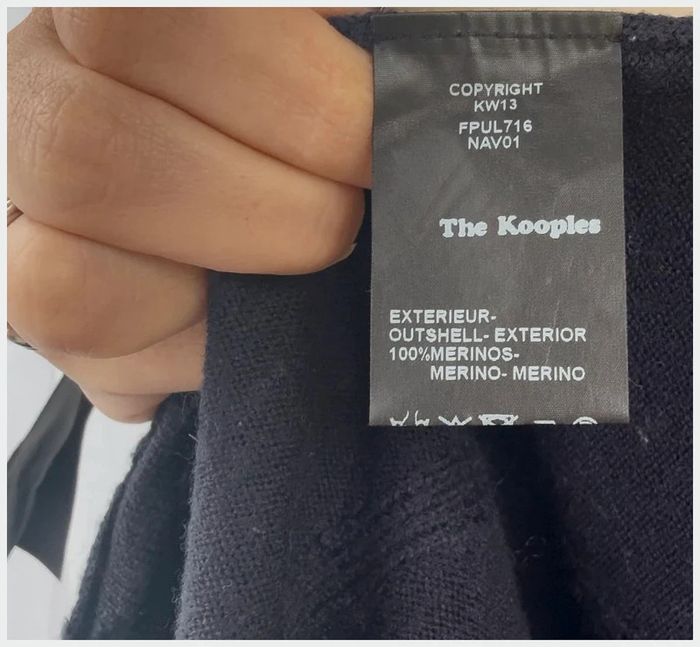 COPYRIGHT
KW13
FPUL716
NAV01
The Kooples
EXTERIEUR-
OUTSHELL- EXTERIOR
100%MERINOS-
MERINO- MERINO